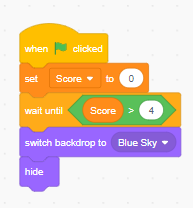 when clicked
set Score to 0
wait until Score > 4
switch backdrop to Blue Sky
hide